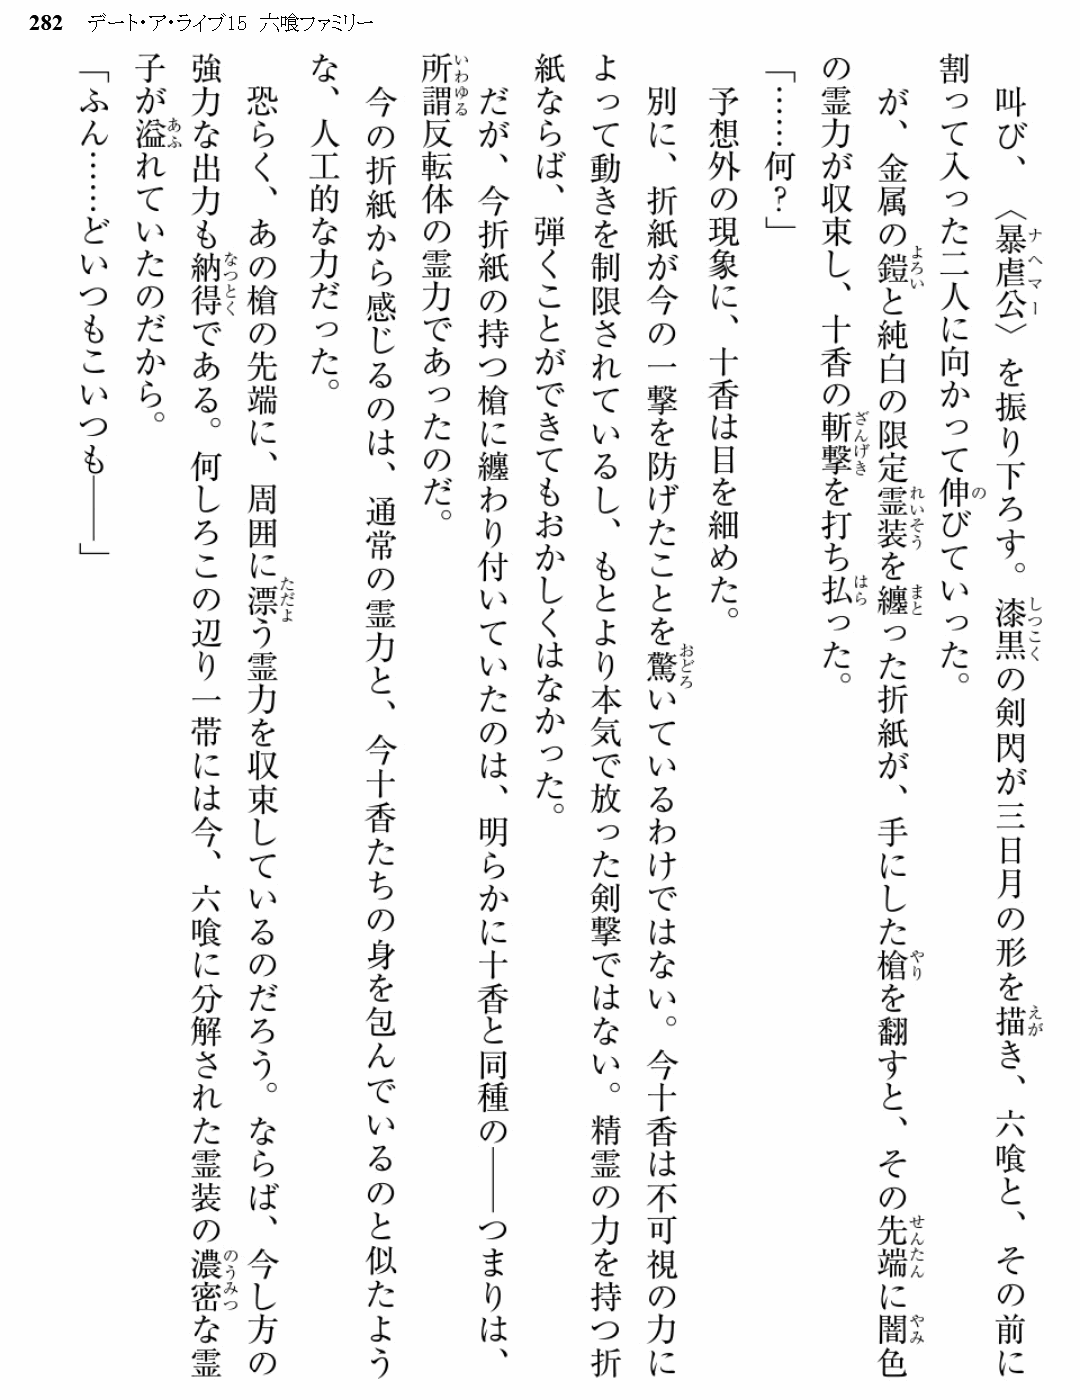 282 デート・ア・ライブ15 六喰ファミリー
叫び、〈暴虐公〉を振り下ろす。漆黒の剣閃が三日月の形を描き、六喰と、その前に
割って入った二人に向かって伸びていった。
が、金属の鎧と純白の限定霊装を纏った折紙が、手にした槍を翻すと、その先端に闇色
の霊力が収束し、十香の斬撃を打ち払った。
「……何？」
予想外の現象に、十香は目を細めた。
別に、折紙が今の一撃を防げたことを驚いているわけではない。今十香は不可視の力に
よって動きを制限されているし、もとより本気で放った剣撃ではない。精霊の力を持つ折
紙ならば、弾くことができてもおかしくはなかった。
だが、今折紙の持つ槍に纏わり付いていたのは、明らかに十香と同種の――つまりは、
所謂反転体の霊力であったのだ。
今の折紙から感じるのは、通常の霊力と、今十香たちの身を包んでいるのと似たよう
な、人工的な力だった。
恐らく、あの槍の先端に、周囲に漂う霊力を収束しているのだろう。ならば、今し方の
強力な出力も納得である。何しろこの辺り一帯には今、六喰に分解された霊装の濃密な霊
子が溢れていたのだから。
「ふん……どいつもこいつも――」